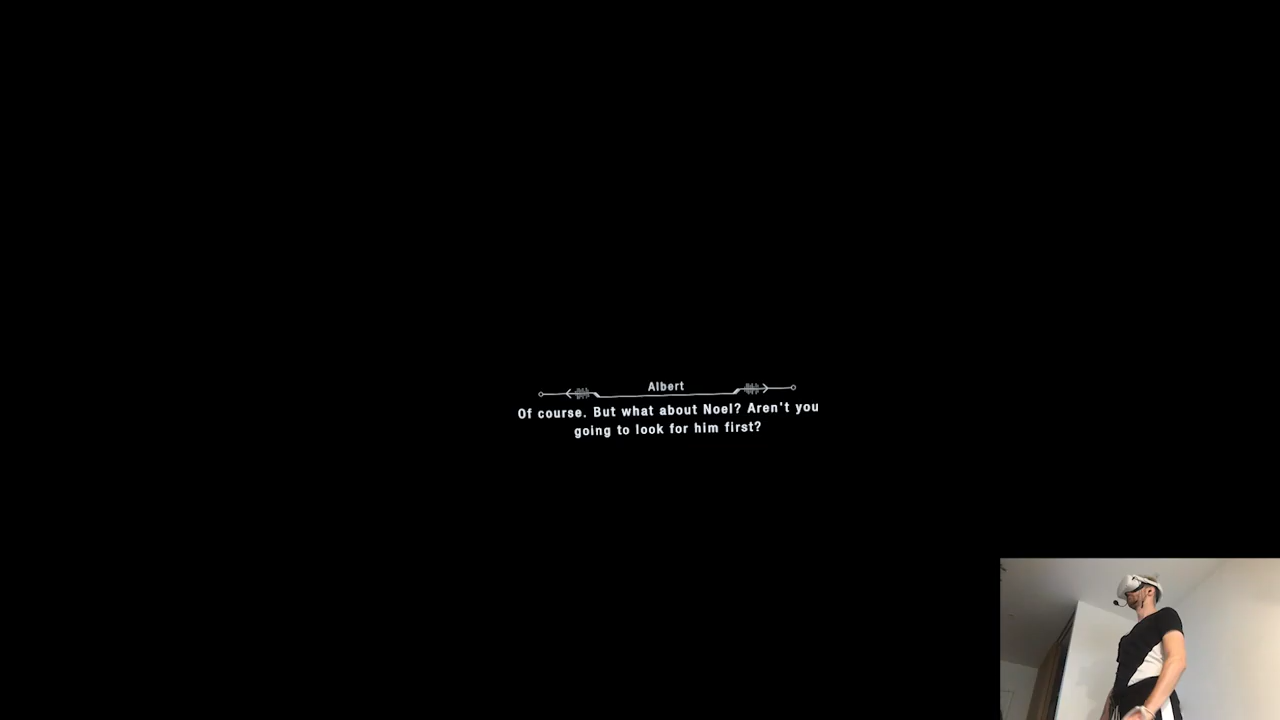 Albert
Of course. But what about Noel? Aren't you
going to look for him first?